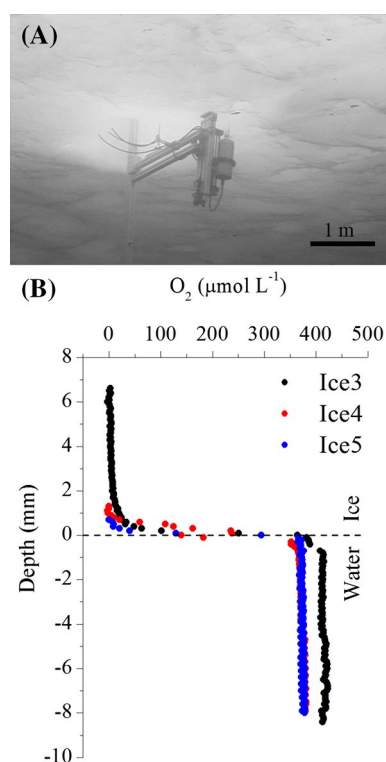 (A)
1 m
(B)
O2 (μmol L-1)
0 100 200 300 400 500
8
Ice3
6
Ice4
4
Ice5
2
Ice
0
Water
-2
-4
-6
-8
-10
Depth (mm)